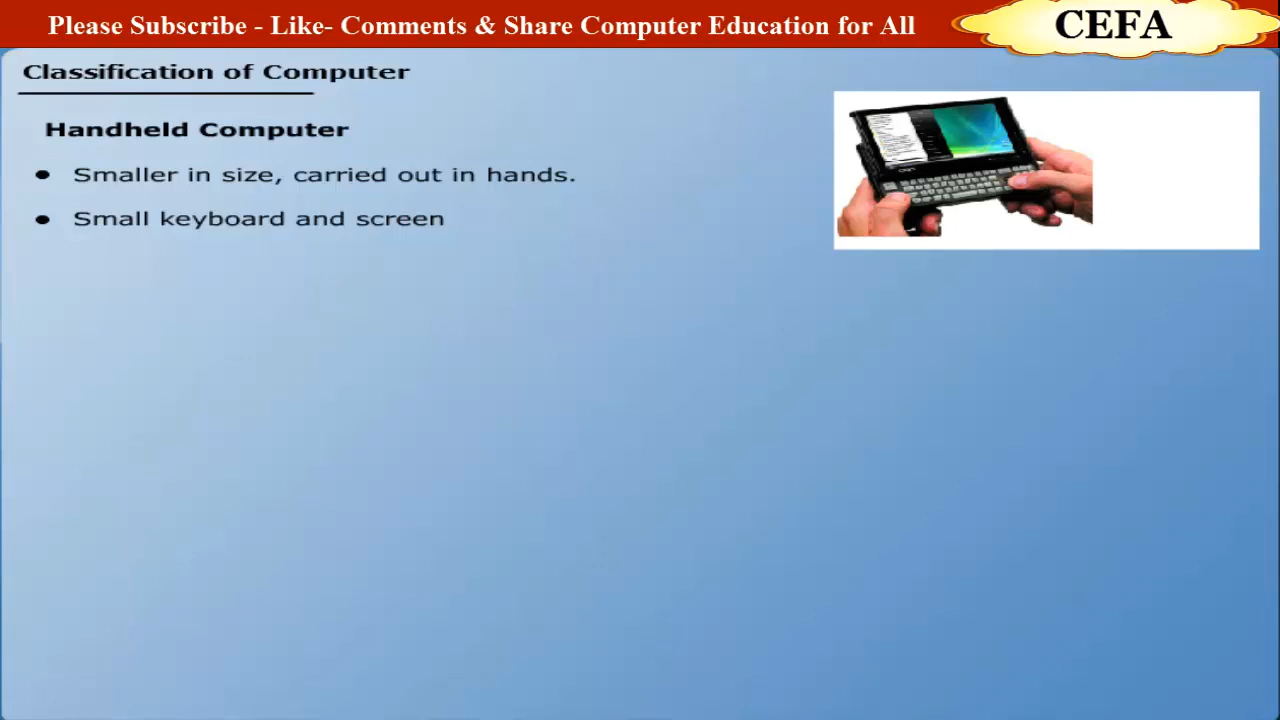 Please Subscribe - Like- Comments & Share Computer Education for All
CEFA
Classification of Computer
Handheld Computer
● Smaller in size, carried out in hands.
● Small keyboard and screen